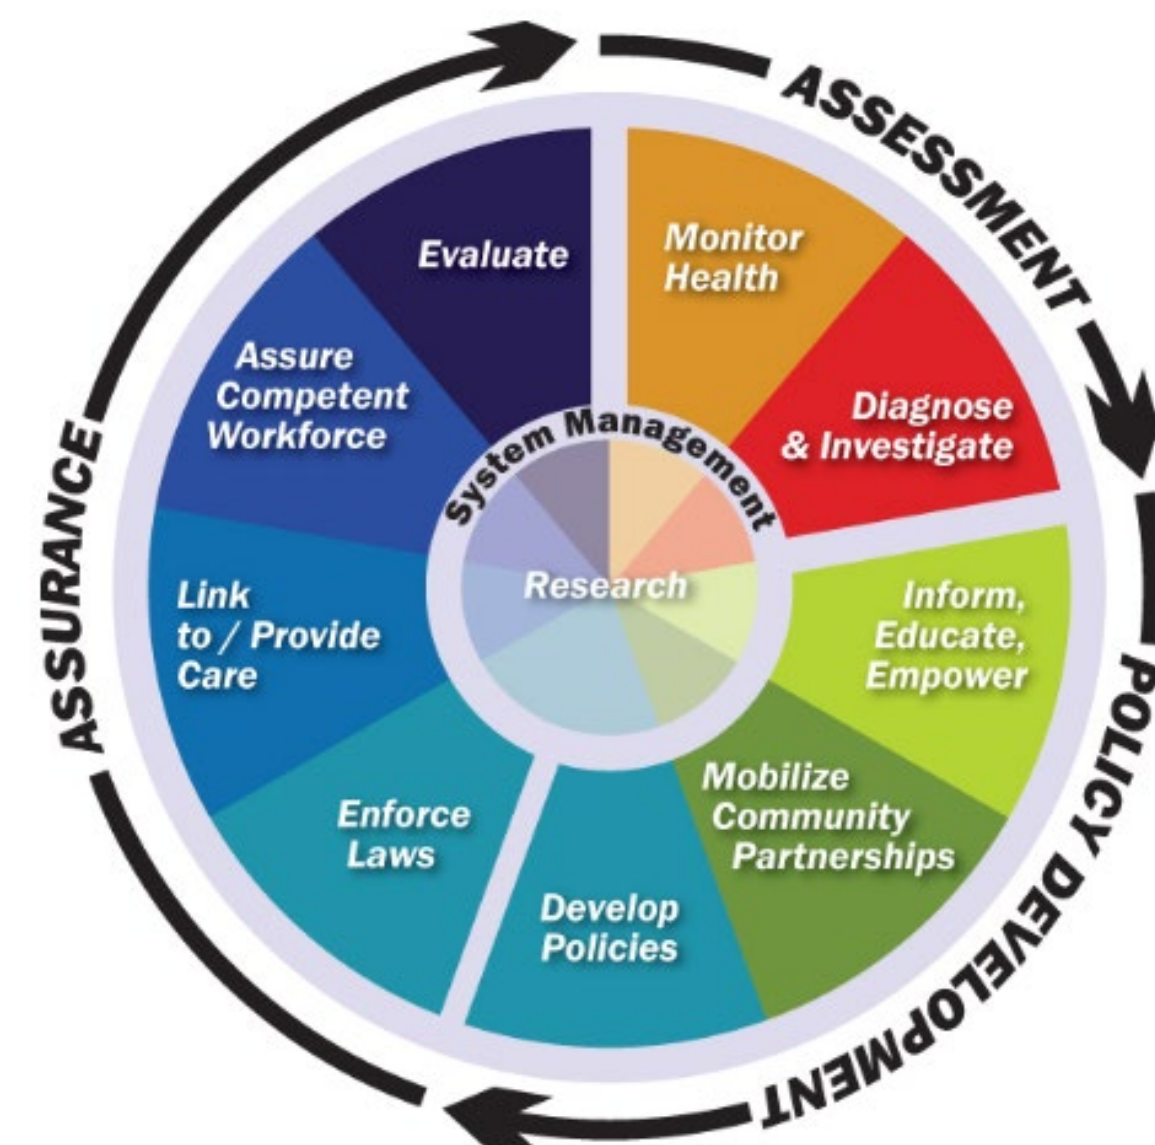 ASSESSMENT
POLICY DEVELOPMENT
ASSURANCE
Monitor
Health
Diagnose
& Investigate
Inform,
Educate,
Empower
Mobilize
Community
Partnerships
Develop
Policies
Enforce
Laws
Link
to / Provide
Care
Assure
Competent
Workforce
Evaluate
System Management
Research